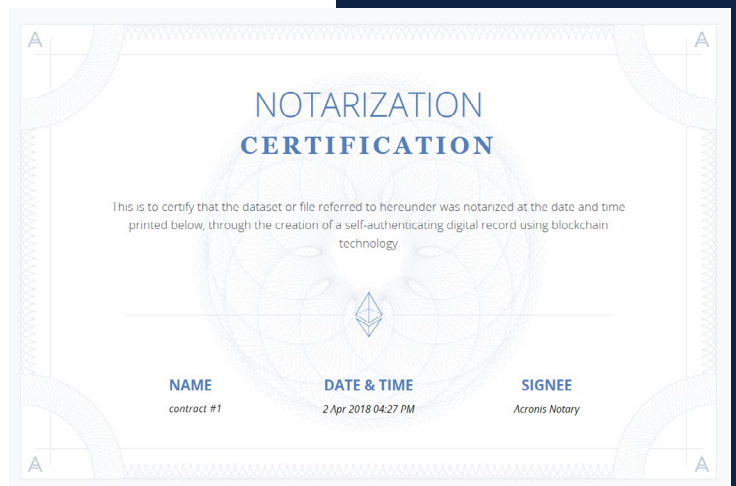 NOTARIZATION
CERTIFICATION
This is to certify that the dataset or file referred to hereunder was notarized at the date and time
printed below, through the creation of a self-authenticating digital record using blockchain
technology
NAME DATE & TIME SIGNEE
contract #1 2 Apr 2018 04:27 PM Acronis Notary